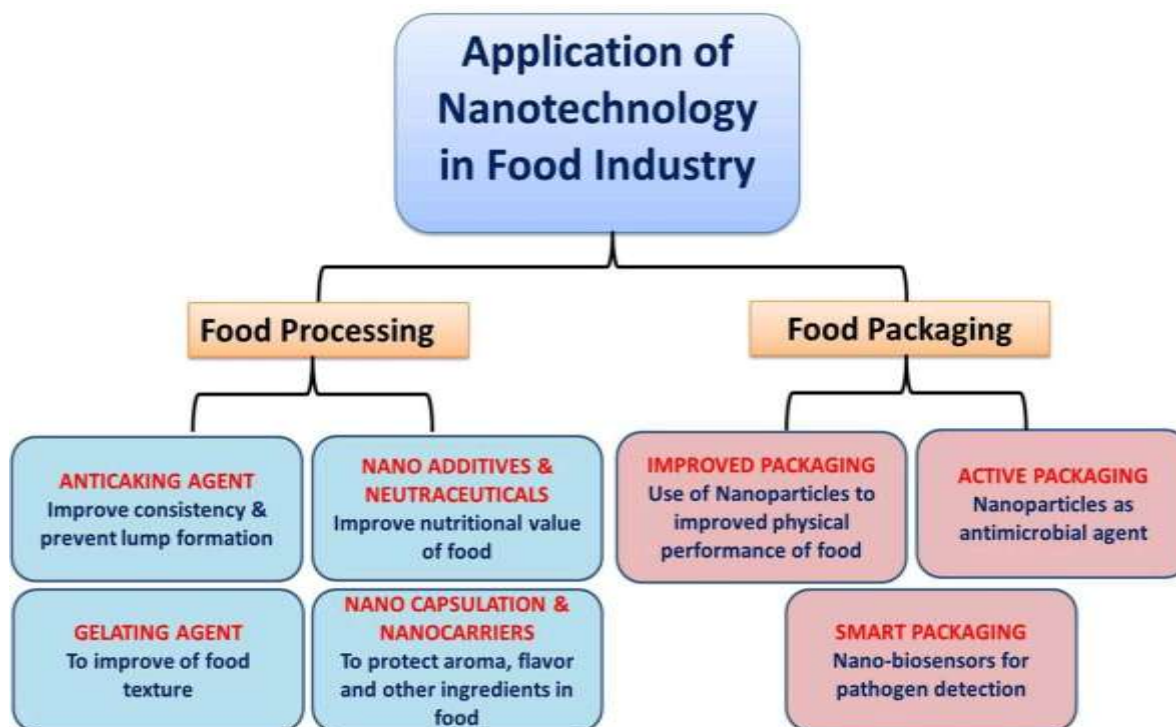 Application of
Nanotechnology
in Food Industry
Food Processing
Food Packaging
ANTICAKING AGENT
Improve consistency &
prevent lump formation
NANO ADDITIVES &
NEUTRACEUTICALS
Improve nutritional value
of food
IMPROVED PACKAGING
Use of Nanoparticles to
improved physical
performance of food
ACTIVE PACKAGING
Nanoparticles as
antimicrobial agent
GELATING AGENT
To improve of food
texture
NANO CAPSULATION &
NANOCARRIERS
To protect aroma, flavor
and other ingredients in
food
SMART PACKAGING
Nano-biosensors for
pathogen detection